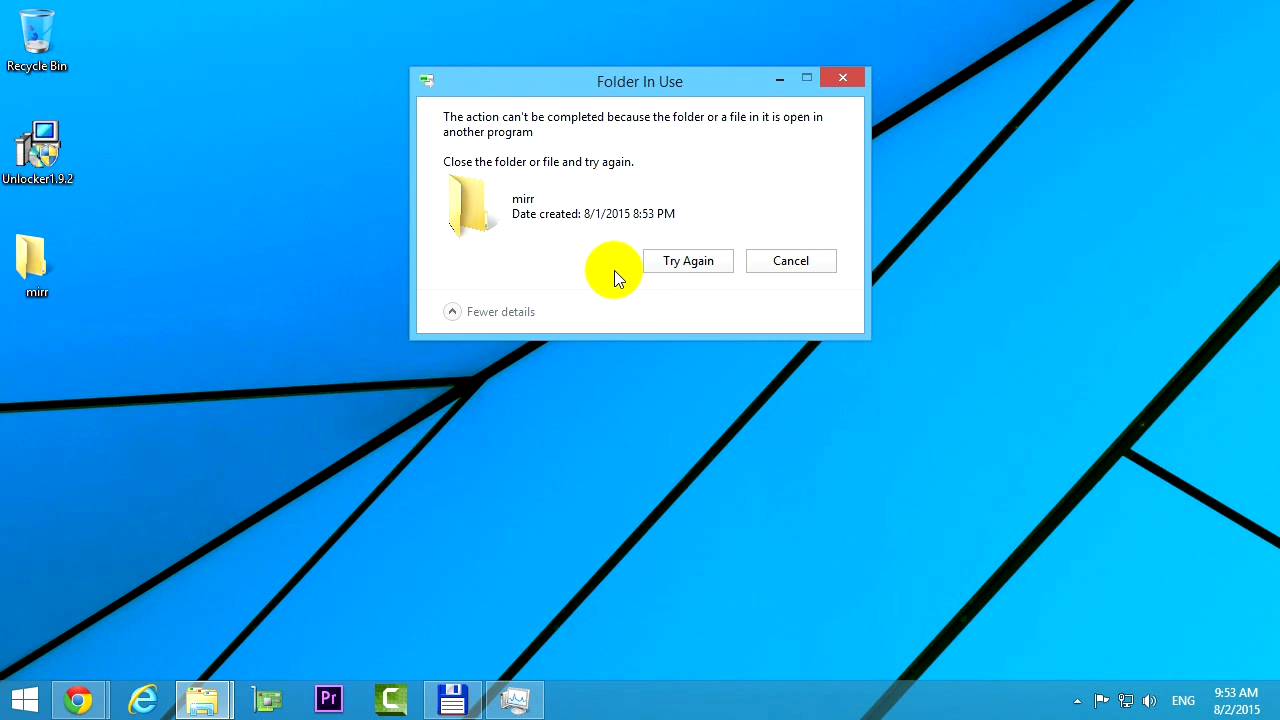 Recycle Bin
Unlocker1.9.2
mirr
Folder In Use
The action can't be completed because the folder or a file in it is open in
another program
Close the folder or file and try again.
mirr
Date created: 8/1/2015 8:53 PM
Try Again
Cancel
Fewer details
Pr
C
ENG
9:53 AM
8/2/2015